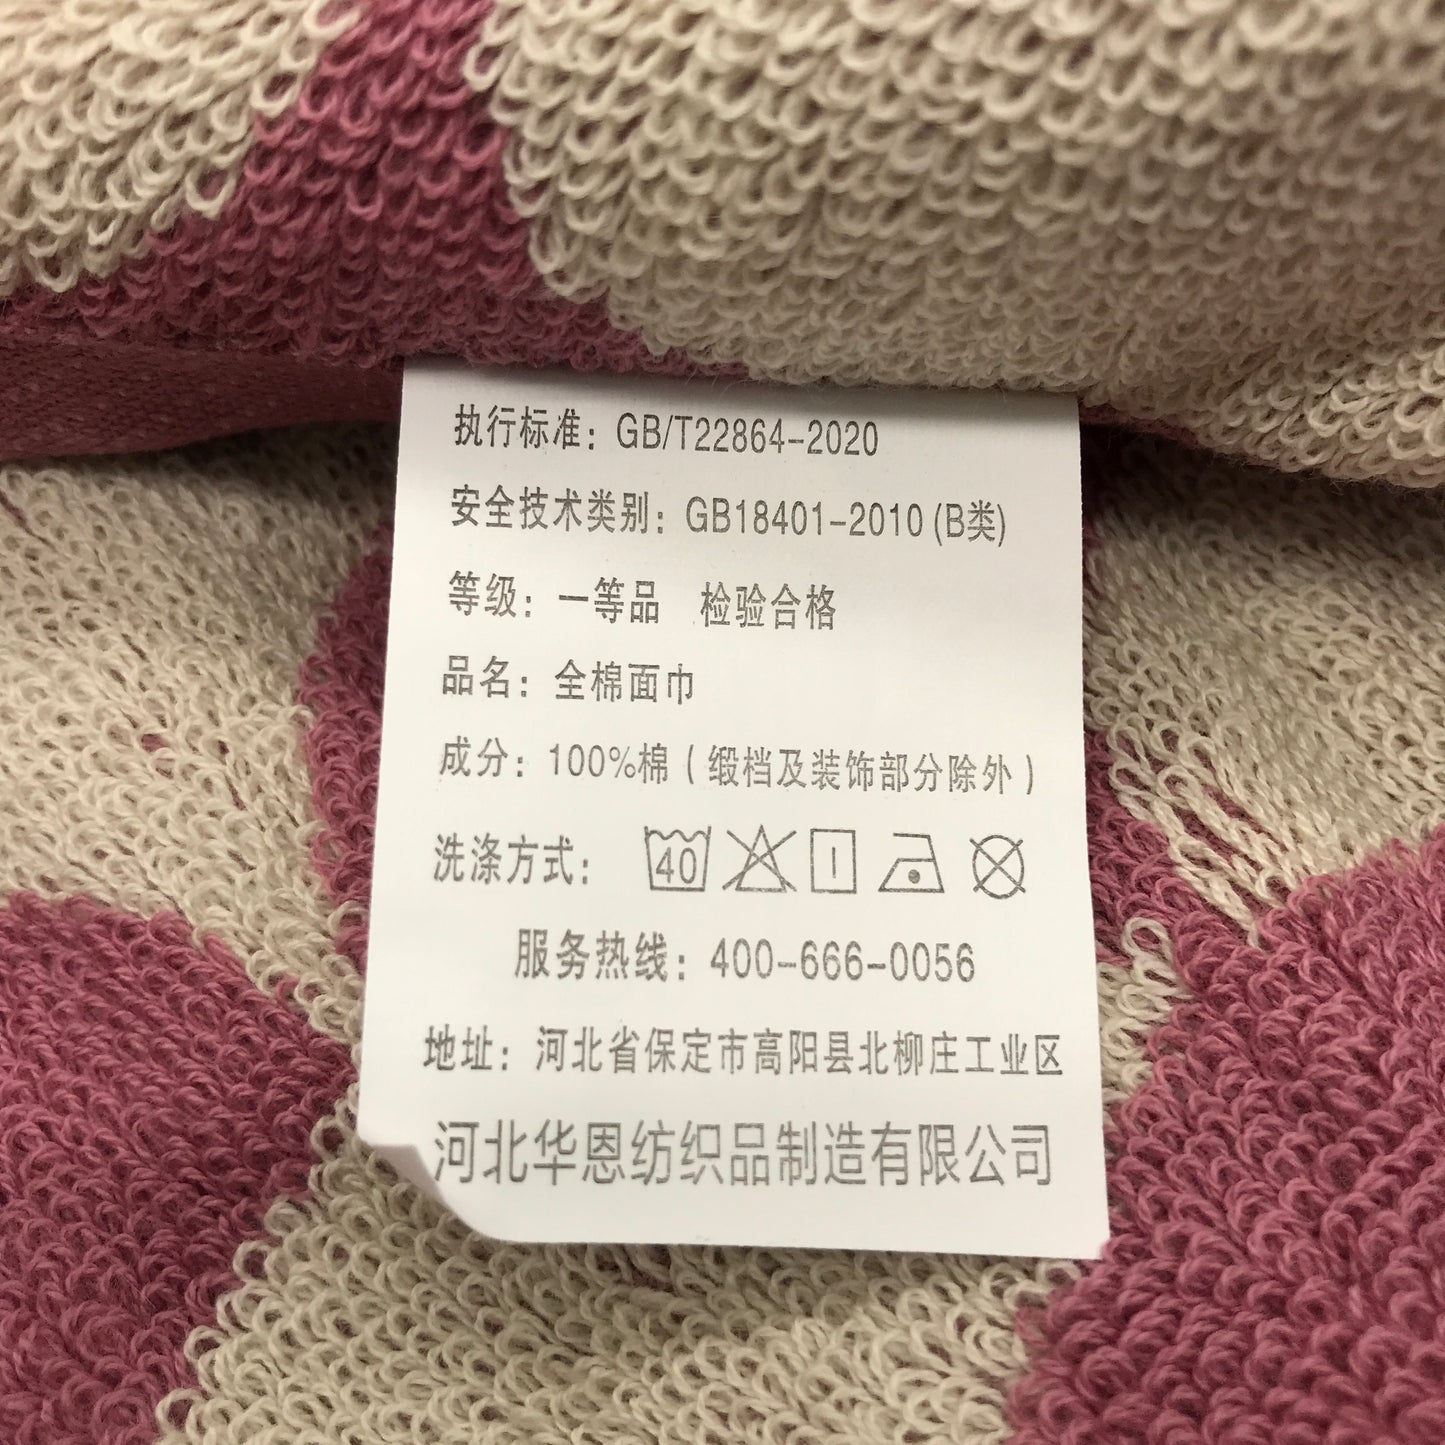 执行标准：GB/T22864-2020
安全技术类别：GB18401-2010(B类)
等级：一等品 检验合格
品名：全棉面巾
成分：100%棉（缎档及装饰部分除外）
洗涤方式： 40
服务热线：400-666-0056
地址：河北省保定市高阳县北柳庄工业区
河北华恩纺织品制造有限公司